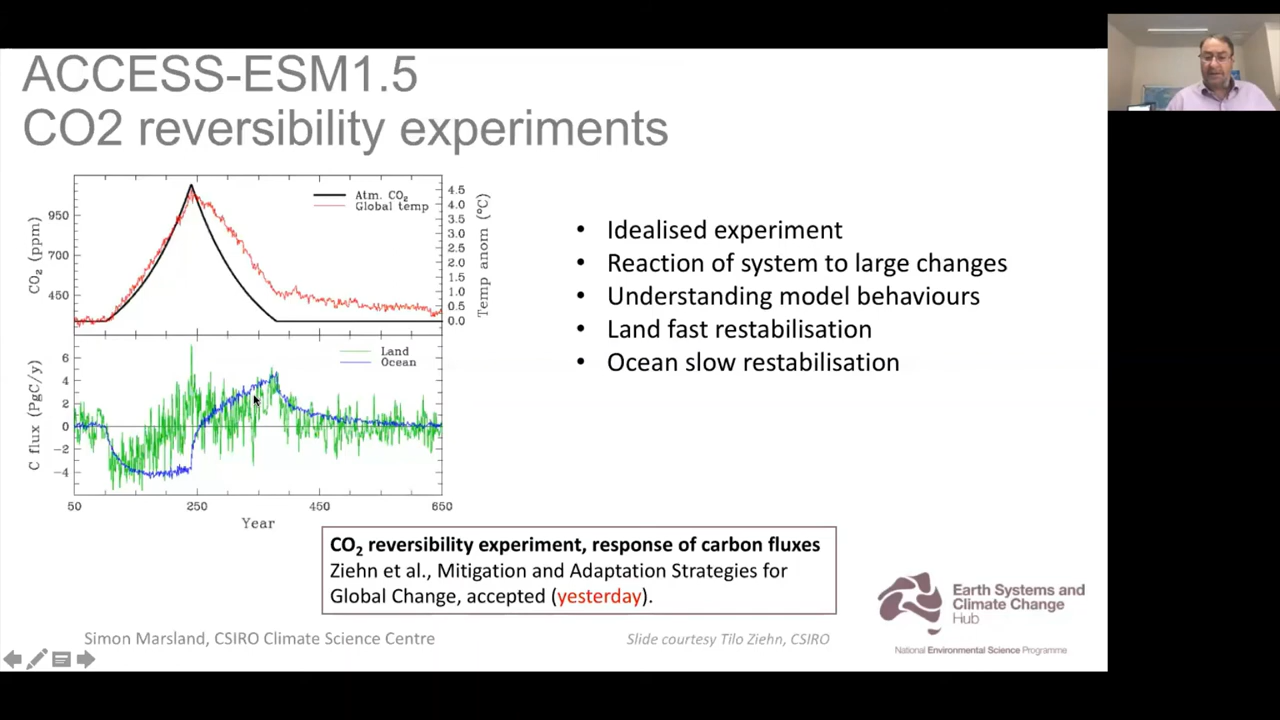 ACCESS-ESM1.5
CO2 reversibility experiments
Atm. CO2
Global temp
CO2 (ppm)
950
700
450
4.5
4.0
3.5
3.0
2.5
2.0
1.5
1.0
0.5
0.0
Temp anom (°C)
Land
Ocean
C flux (PgC/y)
6
4
2
0
−2
−4
50
250
450
650
Year
• Idealised experiment
• Reaction of system to large changes
• Understanding model behaviours
• Land fast restabilisation
• Ocean slow restabilisation
CO2 reversibility experiment, response of carbon fluxes
Ziehn et al., Mitigation and Adaptation Strategies for
Global Change, accepted (yesterday).
Earth Systems and
Climate Change
Hub
National Environmental Science Programme
Simon Marsland, CSIRO Climate Science Centre
Slide courtesy Tilo Ziehn, CSIRO